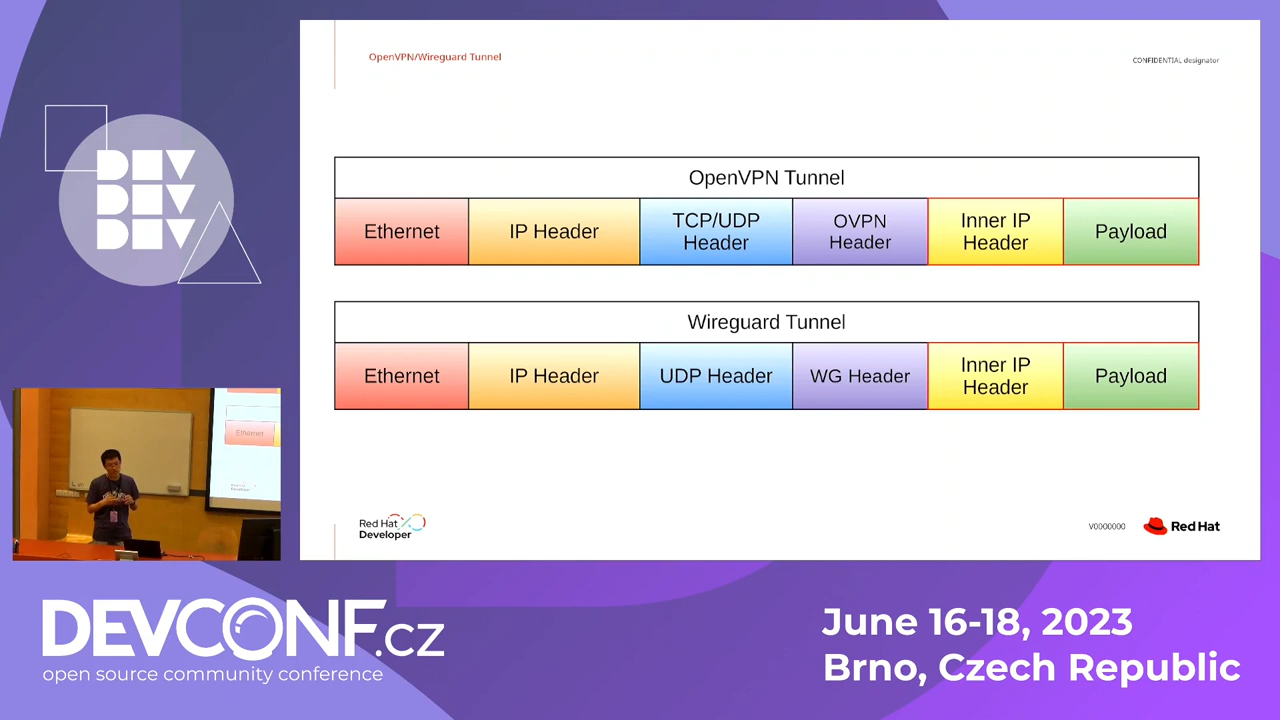 OpenVPN/Wireguard Tunnel
CONFIDENTIAL designator
DEV
DEV
DEV
OpenVPN Tunnel
Ethernet
IP Header
TCP/UDP
Header
OVPN
Header
Inner IP
Header
Payload
Wireguard Tunnel
Ethernet
IP Header
UDP Header
WG Header
Inner IP
Header
Payload
Ethernet
Red Hat
Developer
V0000000
Red Hat
DEVCONF.cz
open source community conference
June 16-18, 2023
Brno, Czech Republic